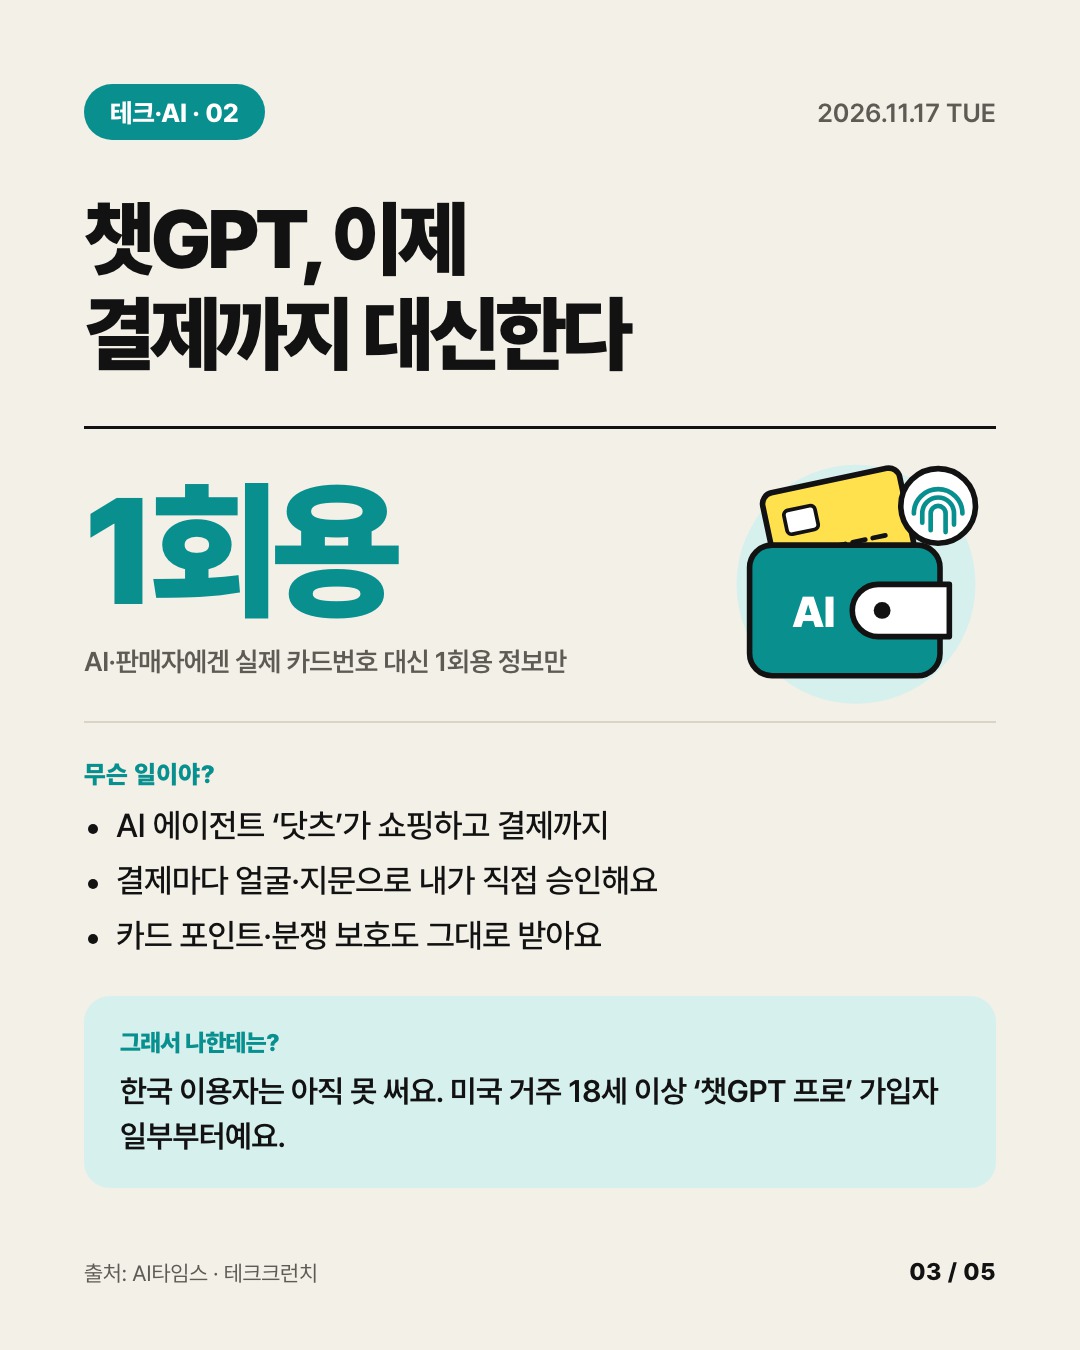 테크·AI · 02
2026.11.17 TUE
챗GPT, 이제
결제까지 대신한다
1회용
AI·판매자에겐 실제 카드번호 대신 1회용 정보만
AI
무슨 일이야?
• AI 에이전트 ‘닷츠’가 쇼핑하고 결제까지
• 결제마다 얼굴·지문으로 내가 직접 승인해요
• 카드 포인트·분쟁 보호도 그대로 받아요
그래서 나한테는?
한국 이용자는 아직 못 써요. 미국 거주 18세 이상 ‘챗GPT 프로’ 가입자
일부부터예요.
출처: AI타임스 · 테크크런치
03 / 05